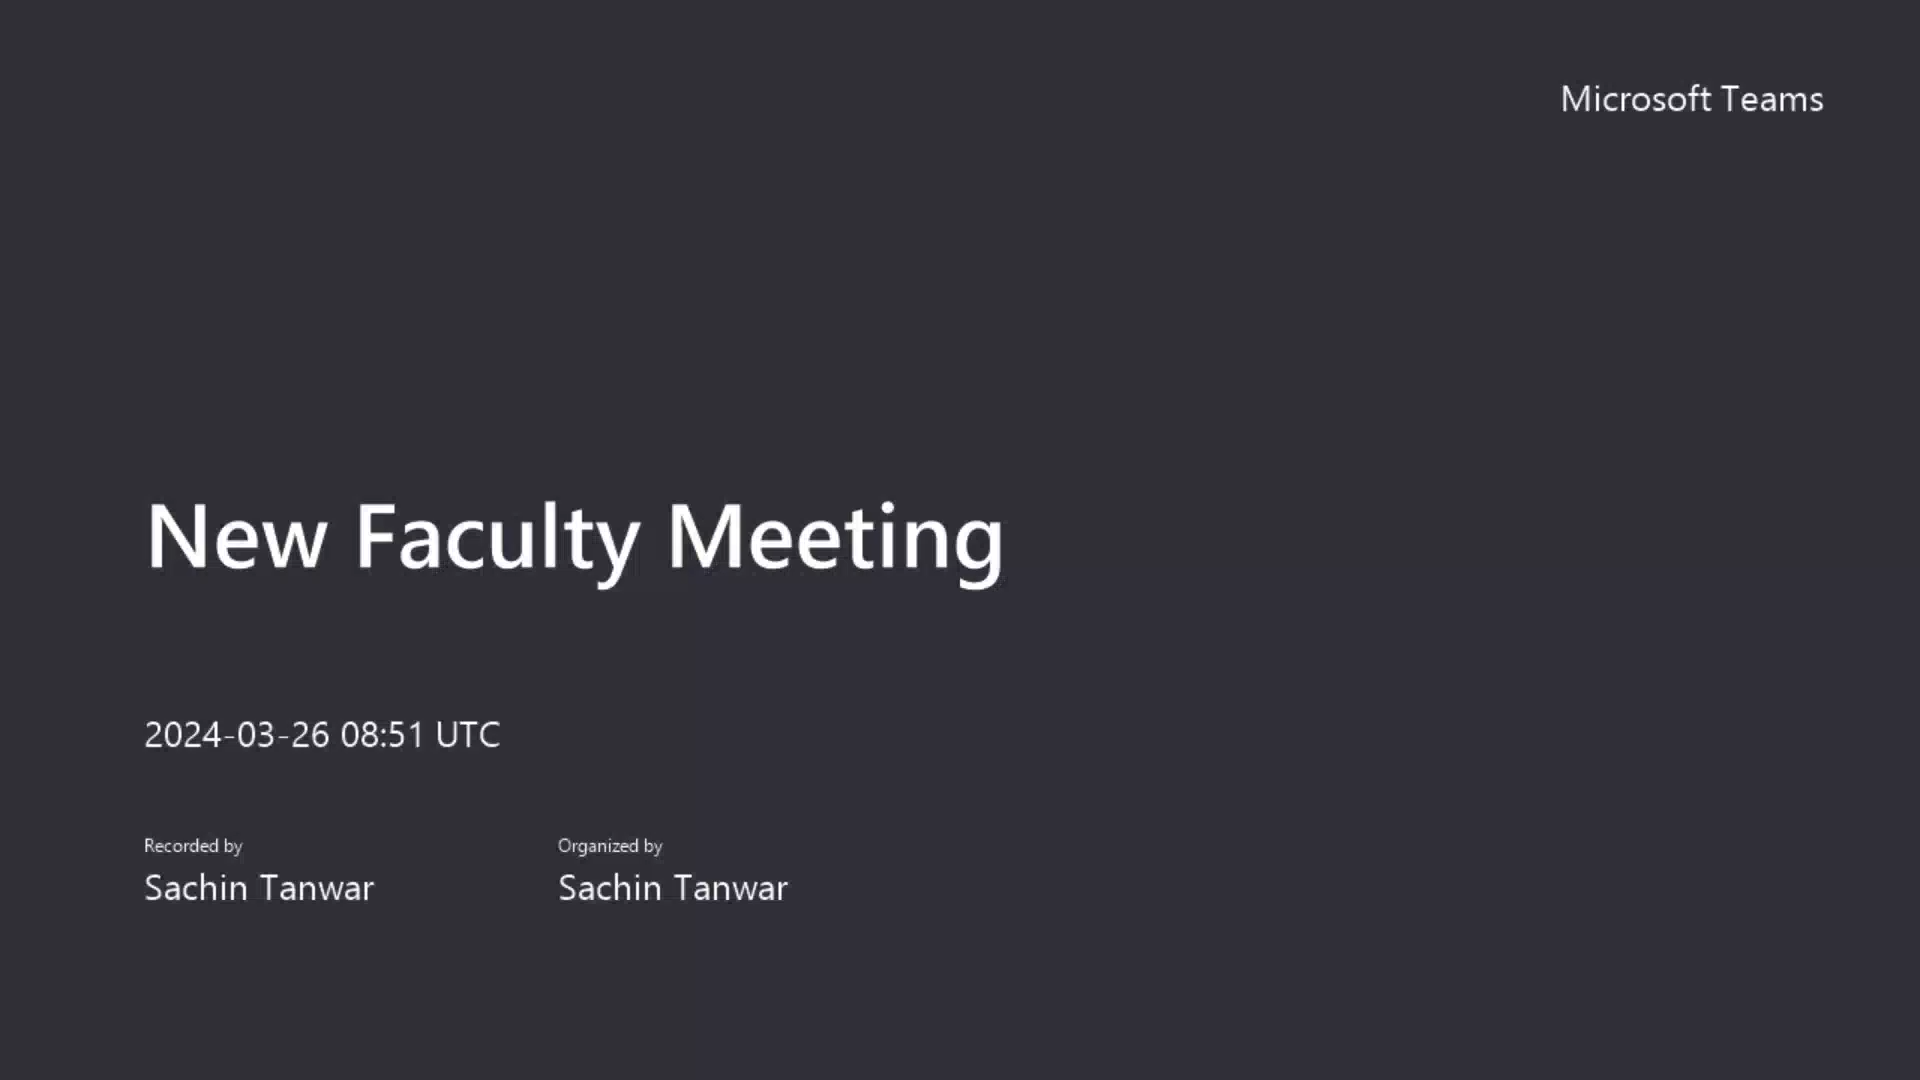 Microsoft Teams
New Faculty Meeting
2024-03-26 08:51 UTC
Recorded by
Sachin Tanwar
Organized by
Sachin Tanwar